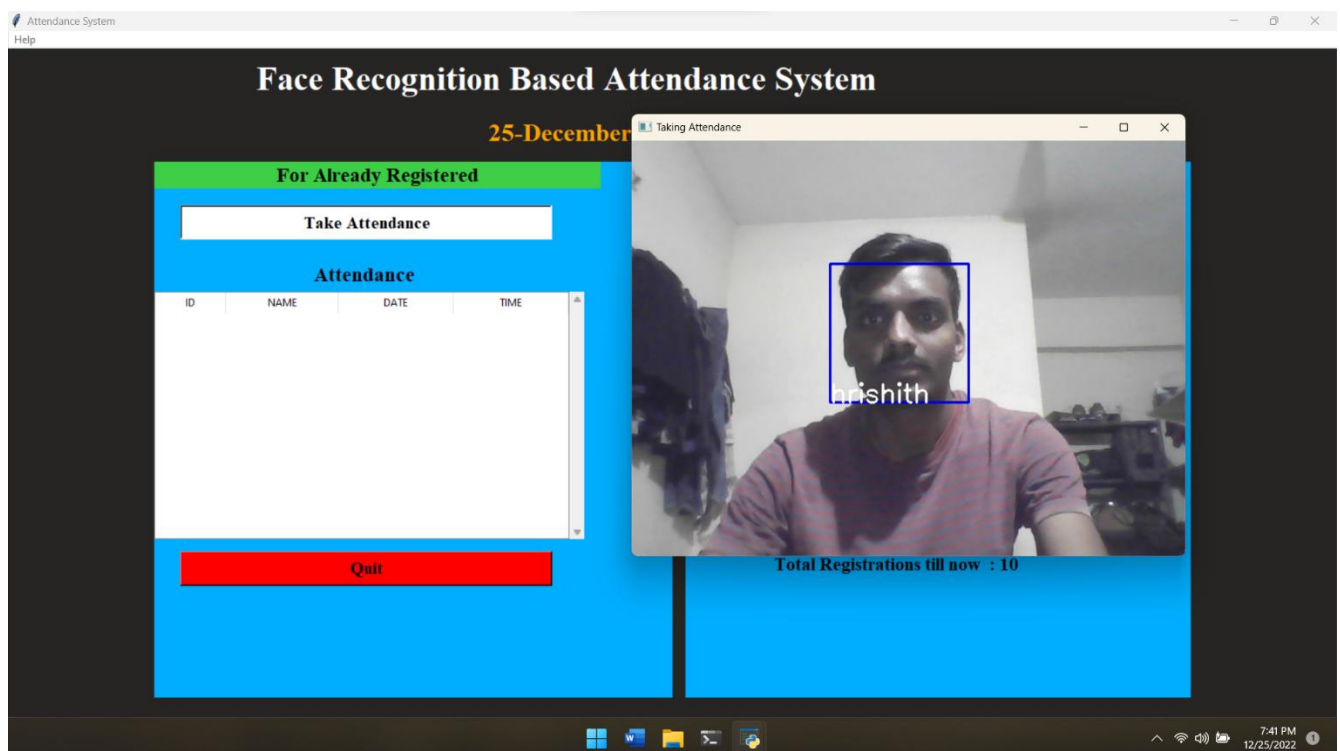 Attendance System
Help
Face Recognition Based Attendance System
25-December
For Already Registered
Take Attendance
Attendance
ID NAME DATE TIME
Quit
Taking Attendance
hrishith
Total Registrations till now : 10
7:41 PM
12/25/2022
1